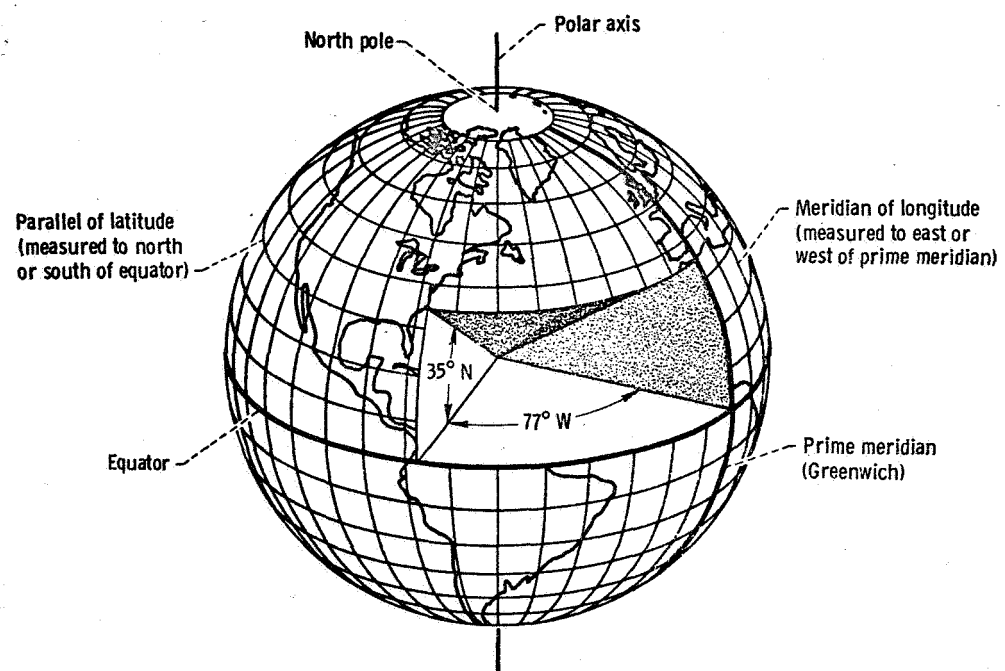 North pole
Polar axis
Parallel of latitude
(measured to north
or south of equator)
Meridian of longitude
(measured to east or
west of prime meridian)
35° N
77° W
Equator
Prime meridian
(Greenwich)